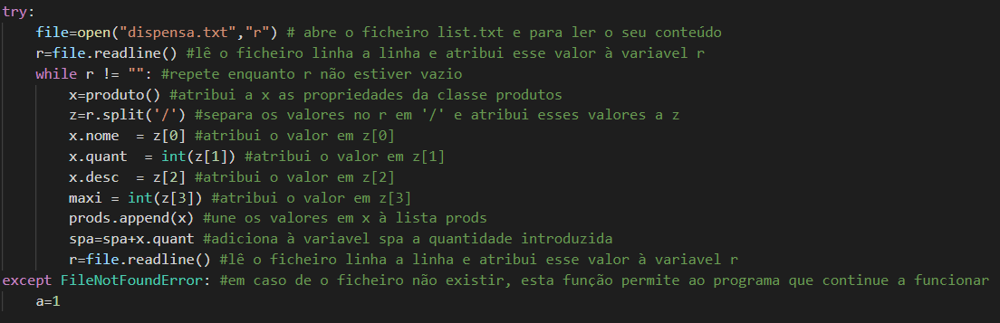 try:
    file=open("dispensa.txt","r") # abre o ficheiro list.txt e para ler o seu conteúdo
    r=file.readline() #lê o ficheiro linha a linha e atribui esse valor à variavel r
    while r != "": #repete enquanto r não estiver vazio
        x=produto() #atribui a x as propriedades da classe produtos
        z=r.split('/') #separa os valores no r em '/' e atribui esses valores a z
        x.nome  = z[0] #atribui o valor em z[0]
        x.quant  = int(z[1]) #atribui o valor em z[1]
        x.desc  = z[2] #atribui o valor em z[2]
        maxi = int(z[3]) #atribui o valor em z[3]
        prods.append(x) #une os valores em x à lista prods
        spa=spa+x.quant #adiciona à variavel spa a quantidade introduzida
        r=file.readline() #lê o ficheiro linha a linha e atribui esse valor à variavel r
except FileNotFoundError: #em caso de o ficheiro não existir, esta função permite ao programa que continue a funcionar
    a=1